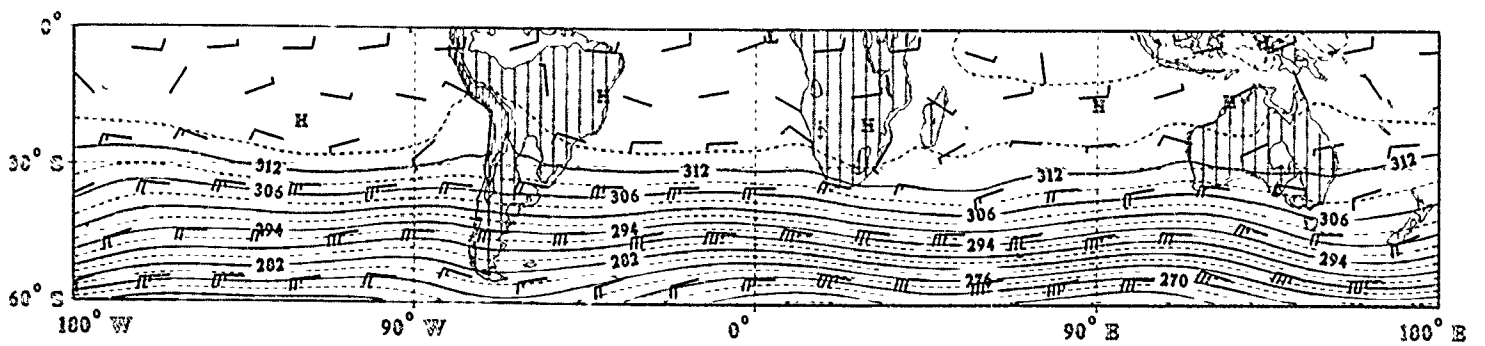 0° S
H H H H H
30° S
312 312 312 312
306 306 306 306
294 294 294 294
282 282 276 270
60° S
180° W 90° W 0° 90° E 180° E